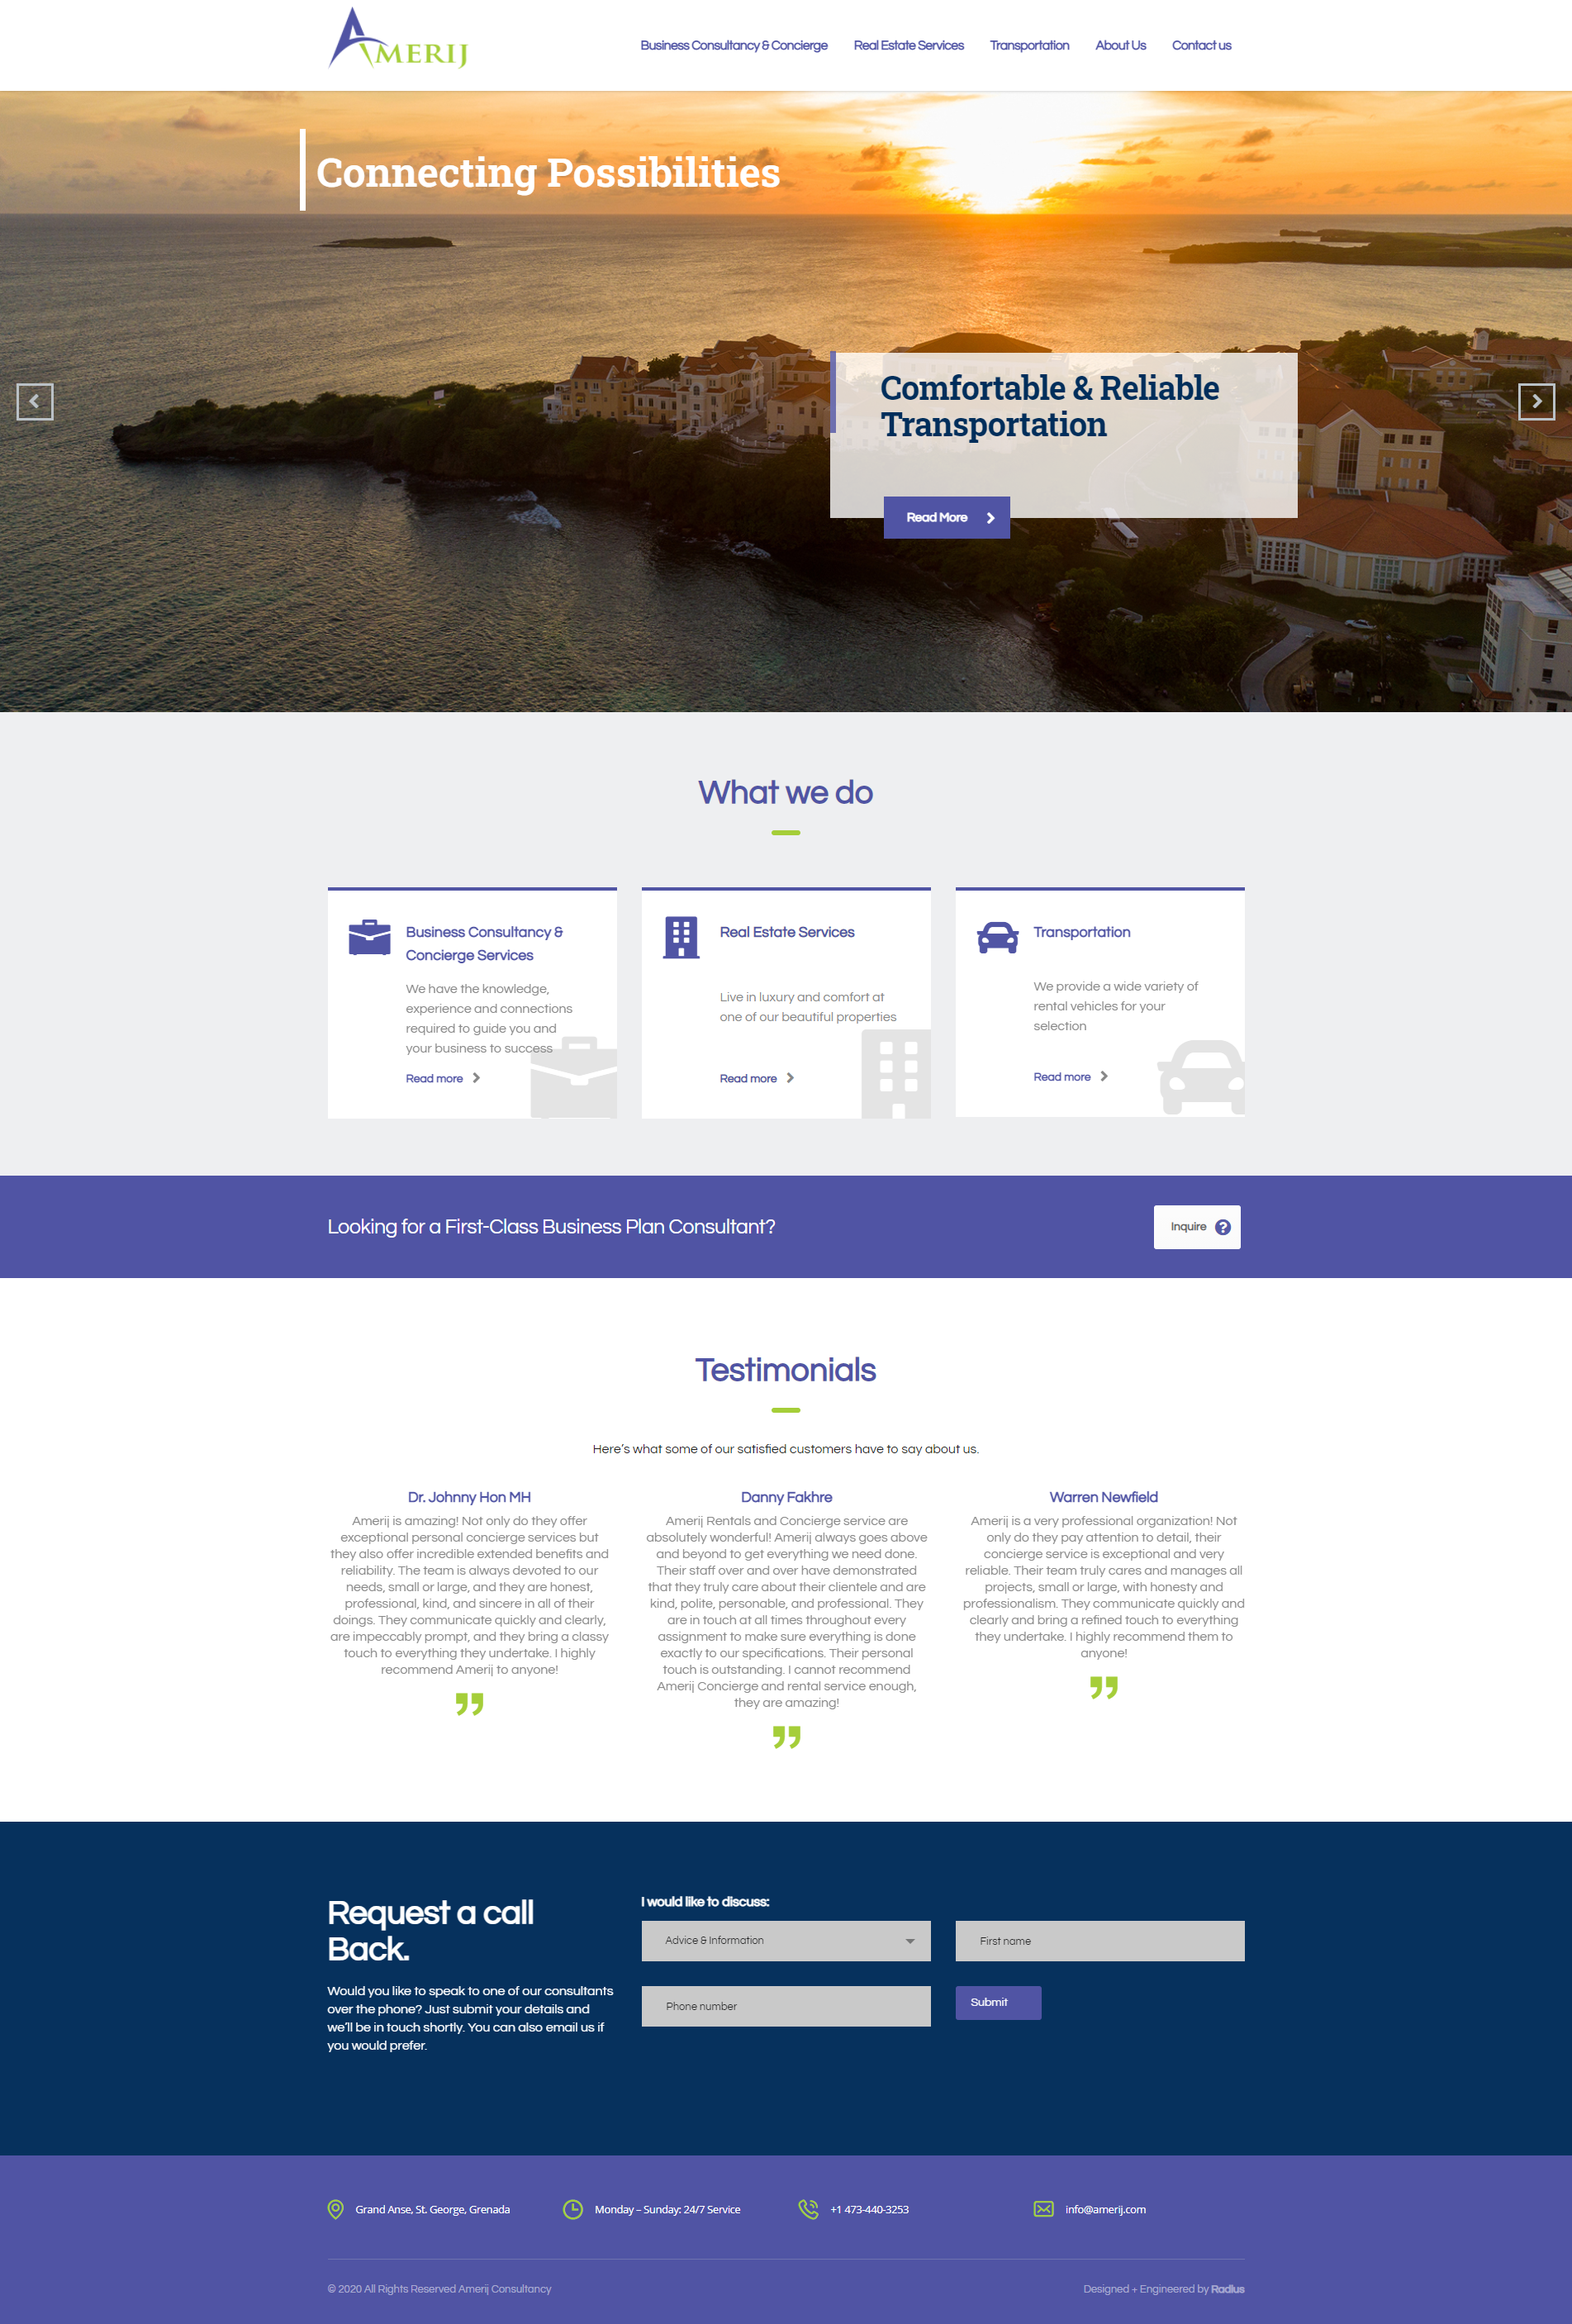 AMERIJ
Business Consultancy & Concierge
Real Estate Services
Transportation
About Us
Contact us
Connecting Possibilities
Comfortable & Reliable
Transportation
Read More
What we do
Business Consultancy &
Concierge Services
We have the knowledge,
experience and connections
required to guide you and
your business to success
Read more
Real Estate Services
Live in luxury and comfort at
one of our beautiful properties
Read more
Transportation
We provide a wide variety of
rental vehicles for your
selection
Read more
Looking for a First-Class Business Plan Consultant?
Inquire
Testimonials
Here's what some of our satisfied customers have to say about us.
Dr. Johnny Hon MH
Amerij is amazing! Not only do they offer
exceptional personal concierge services but
they also offer incredible extended benefits and
reliability. The team is always devoted to our
needs, small or large, and they are honest,
professional, kind, and sincere in all of their
doings. They communicate quickly and clearly,
are impeccably prompt, and they bring a classy
touch to everything they undertake. I highly
recommend Amerij to anyone!
Danny Fakhre
Amerij Rentals and Concierge service are
absolutely wonderful! Amerij always goes above
and beyond to get everything we need done.
Their staff over and over have demonstrated
that they truly care about their clientele and are
kind, polite, personable, and professional. They
are in touch at all times throughout every
assignment to make sure everything is done
exactly to our specifications. Their personal
touch is outstanding. I cannot recommend
Amerij Concierge and rental service enough,
they are amazing!
Warren Newfield
Amerij is a very professional organization! Not
only do they pay attention to detail, their
concierge service is exceptional and very
reliable. Their team truly cares and manages all
projects, small or large, with honesty and
professionalism. They communicate quickly and
clearly and bring a refined touch to everything
they undertake. I highly recommend them to
anyone!
Request a call
Back.
Would you like to speak to one of our consultants
over the phone? Just submit your details and
we'll be in touch shortly. You can also email us if
you would prefer.
I would like to discuss:
Advice & Information
First name
Phone number
Submit
Grand Anse, St. George, Grenada
Monday – Sunday: 24/7 Service
+1 473-440-3253
info@amerij.com
© 2020 All Rights Reserved Amerij Consultancy
Designed + Engineered by Radius